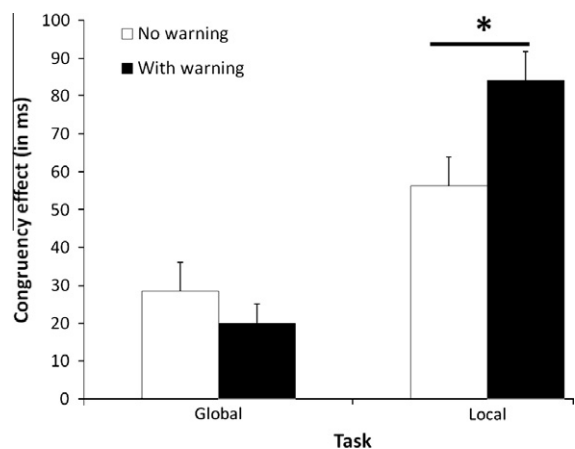 100
90
80
70
60
50
40
30
20
10
0
Congruency effect (in ms)
No warning
With warning
*
Global
Local
Task